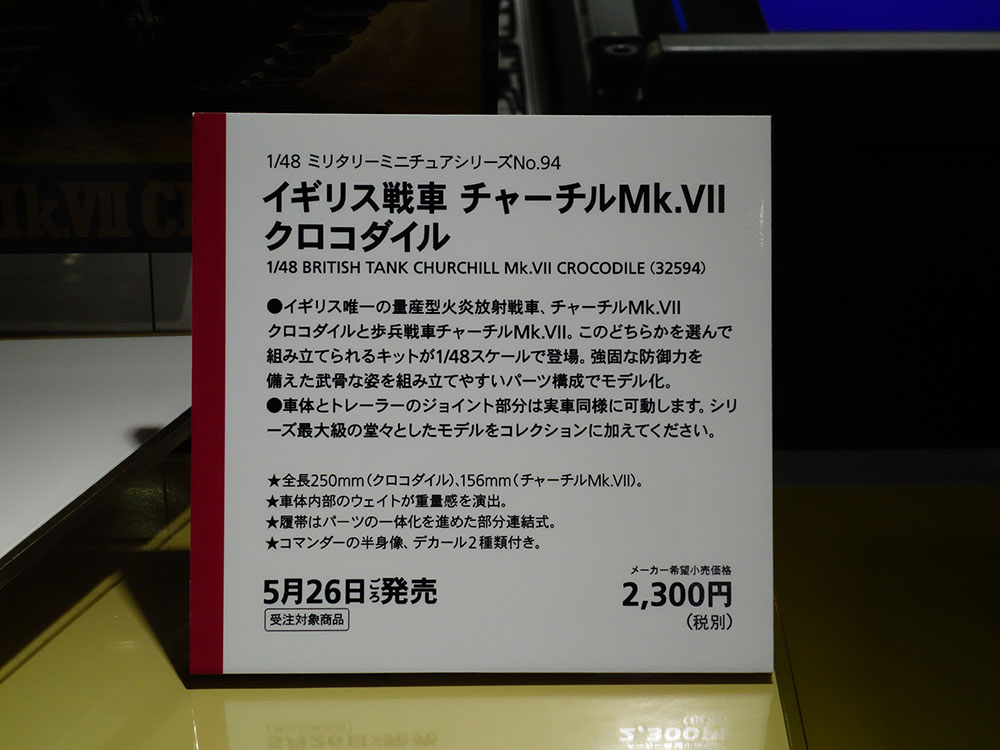 1/48 ミリタリーミニチュアシリーズNo.94
イギリス戦車 チャーチルMk.VII
クロコダイル
1/48 BRITISH TANK CHURCHILL Mk.VII CROCODILE (32594)
●イギリス唯一の量産型火炎放射戦車、チャーチルMk.VII
クロコダイルと歩兵戦車チャーチルMk.VII。このどちらかを選んで
組み立てられるキットが1/48スケールで登場。強固な防御力を
備えた武骨な姿を組み立てやすいパーツ構成でモデル化。
●車体とトレーラーのジョイント部分は実車同様に可動します。シリ
ーズ最大級の堂々としたモデルをコレクションに加えてください。
★全長250mm(クロコダイル)、156mm(チャーチルMk.VII)。
★車体内部のウェイトが重量感を演出。
★履帯はパーツの一体化を進めた部分連結式。
★コマンダーの半身像、デカール2種類付き。
5月26日ごろ発売
受注対象商品
メーカー希望小売価格
2,300円
(税別)
Mk.VII C